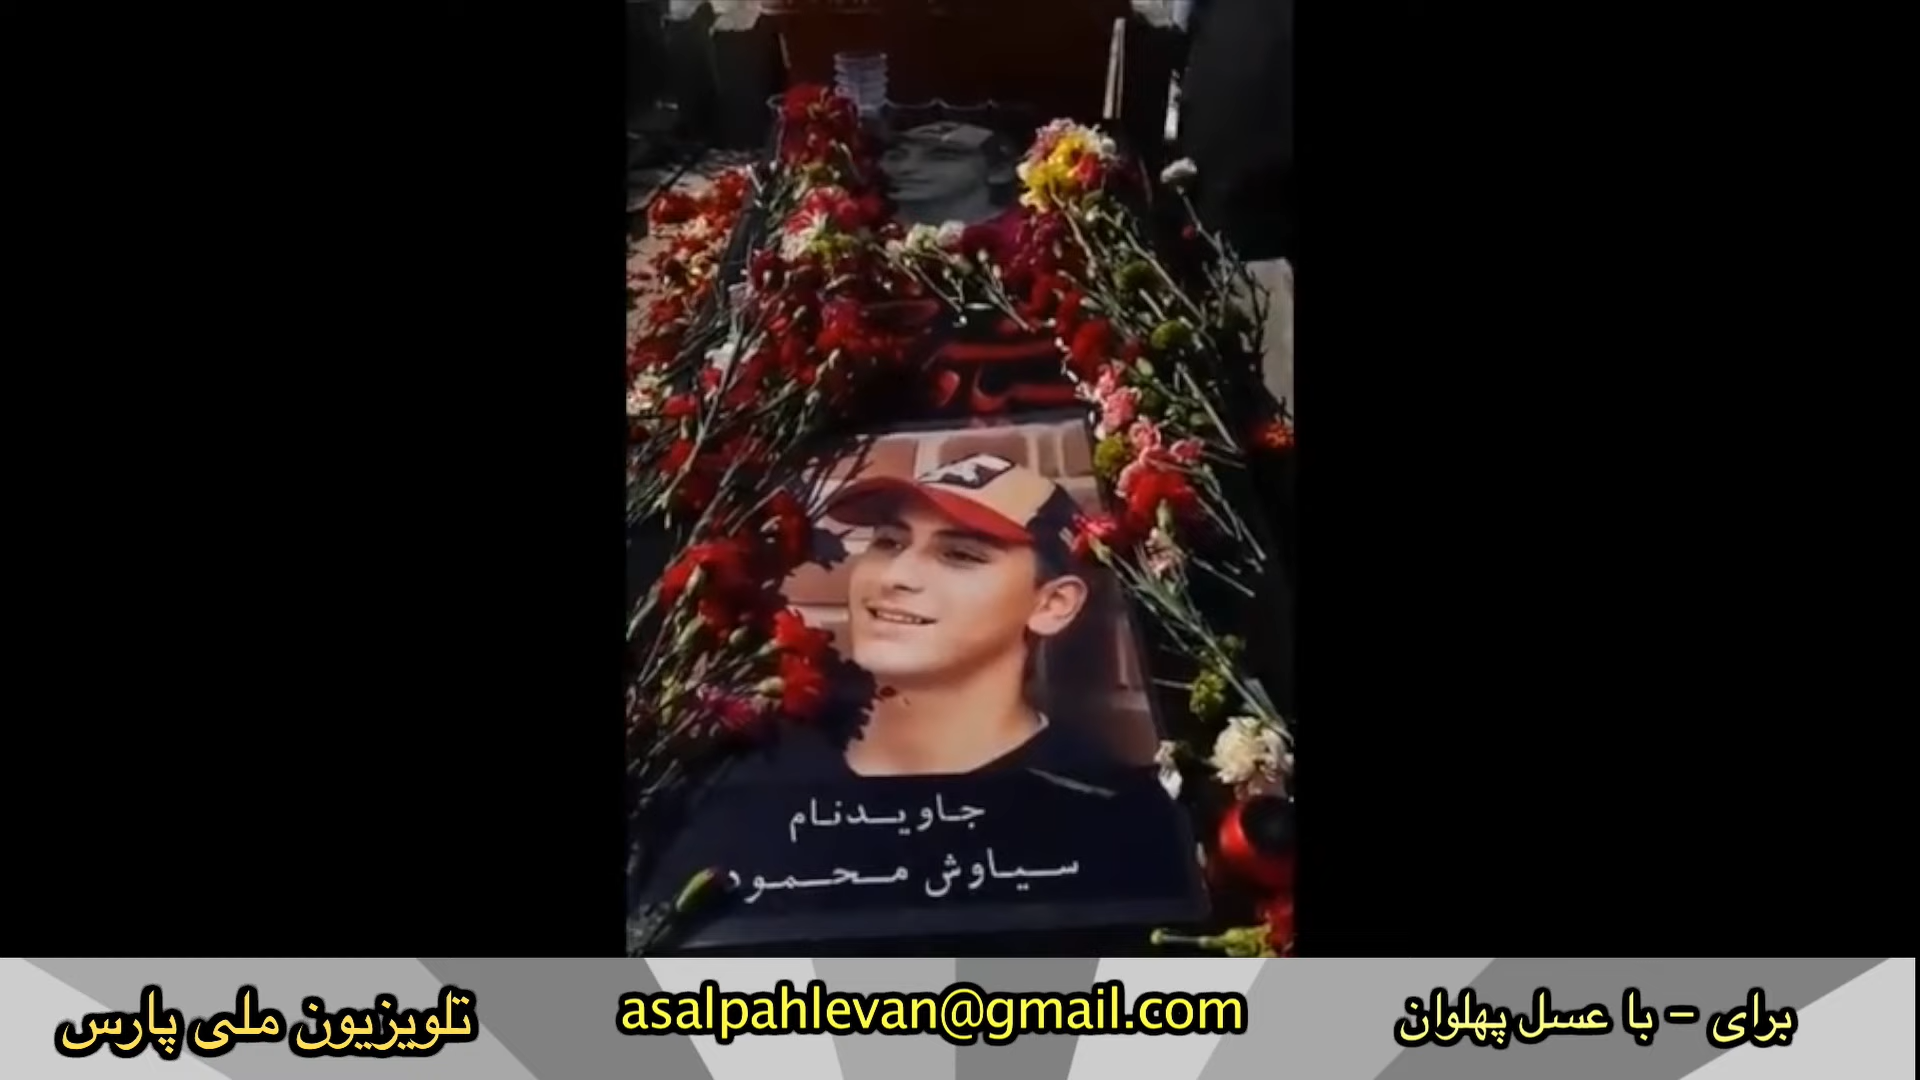 جاویدنام
سیاوش محمود
تلویزیون ملی پارس
asalpahlevan@gmail.com
برای - با عسل پهلوان